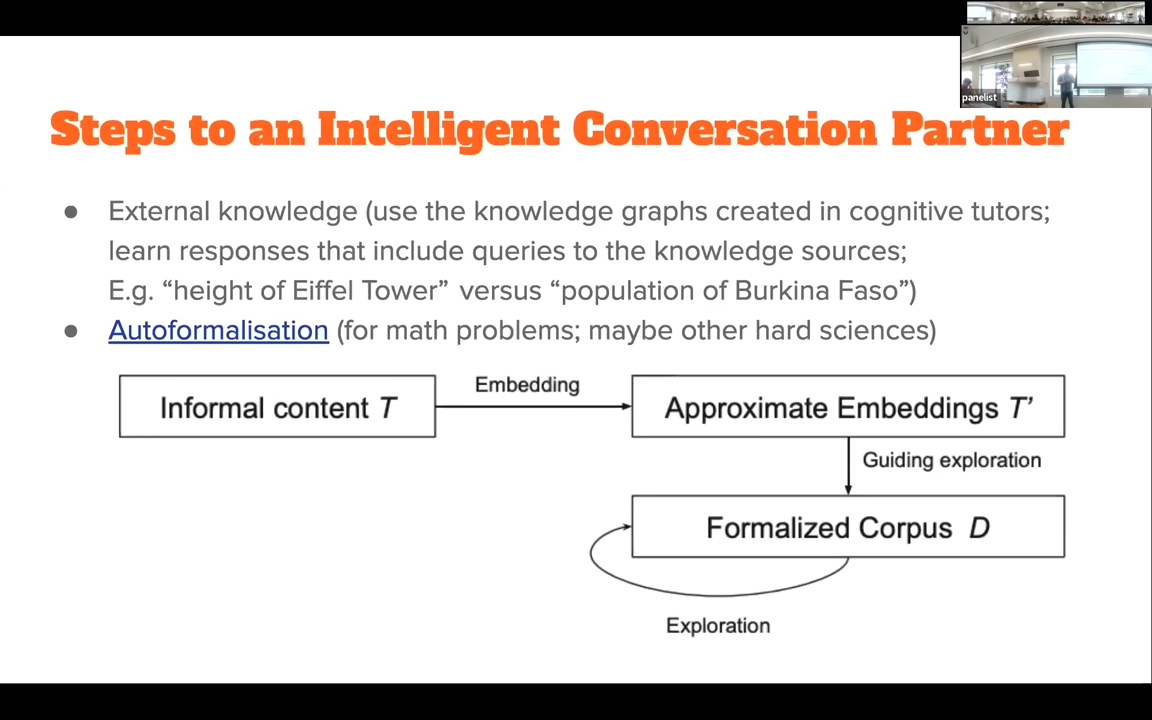 panelist
Steps to an Intelligent Conversation Partner
● External knowledge (use the knowledge graphs created in cognitive tutors;
learn responses that include queries to the knowledge sources;
E.g. “height of Eiffel Tower” versus “population of Burkina Faso”)
● Autoformalisation (for math problems; maybe other hard sciences)
Informal content T
Embedding
Approximate Embeddings T’
Guiding exploration
Formalized Corpus D
Exploration